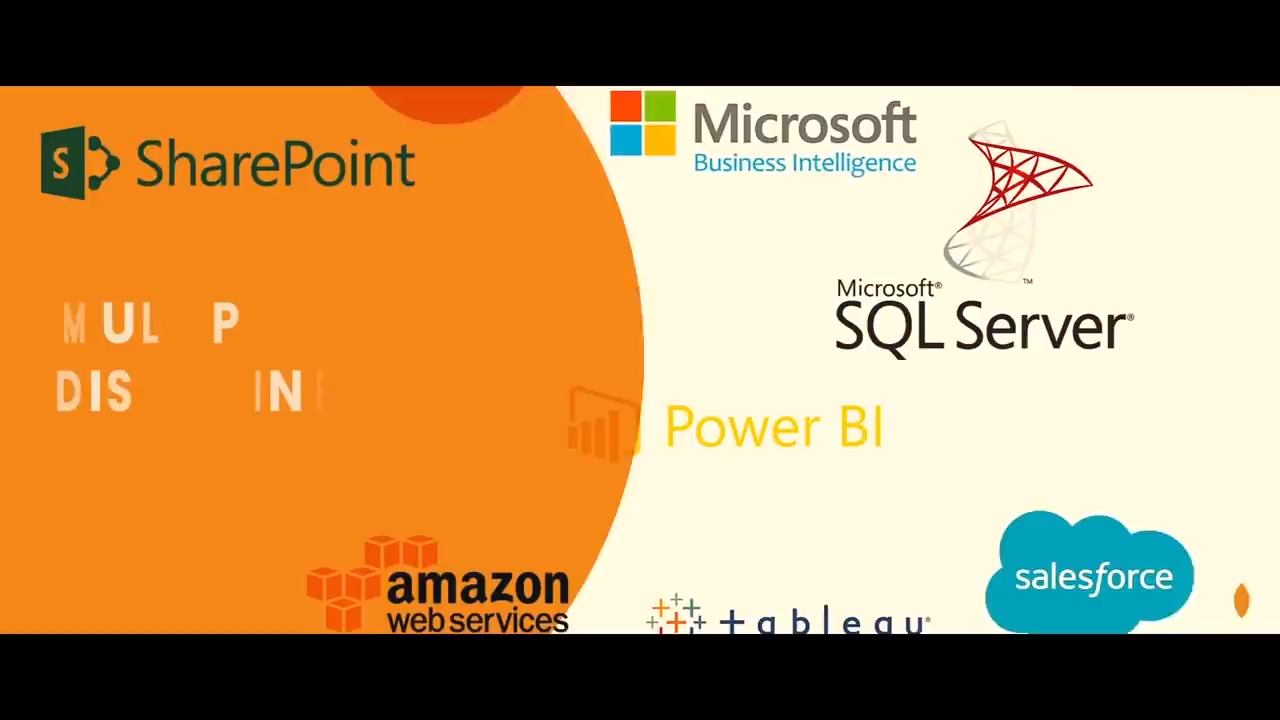 SharePoint
Microsoft
Business Intelligence
Microsoft®
SQL Server®
Power BI
amazon
web services
tableau
salesforce